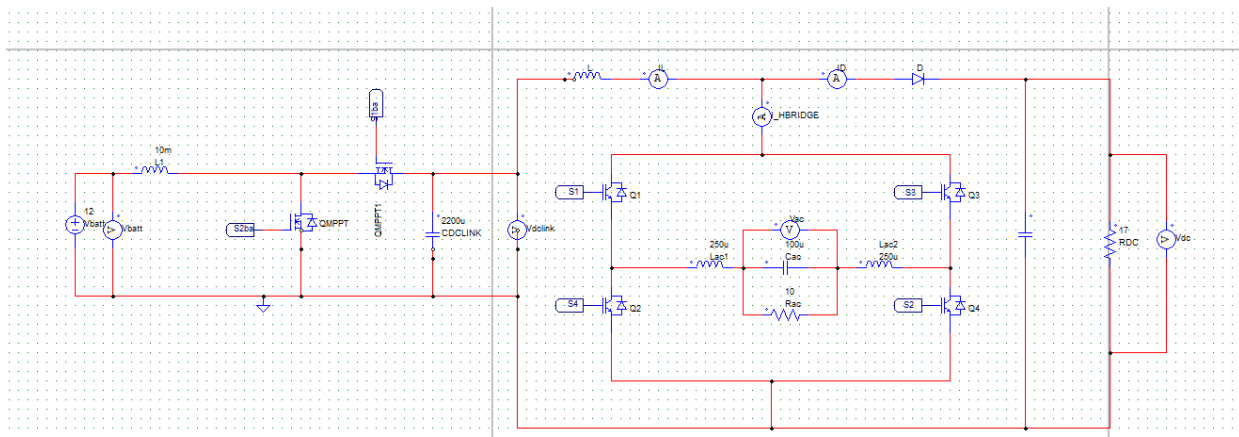 L
IL
ID
D
S1ba
I_HBRIDGE
10m
L1
S1
Q1
S3
Q3
12
Vbatt
Vbatt
S2ba
QMPPT
QMPPT1
2200u
CDCLINK
Vdclink
Vac
250u
Lac1
100u
Cac
Lac2
250u
17
RDC
Vdc
10
Rac
S4
Q2
S2
Q4